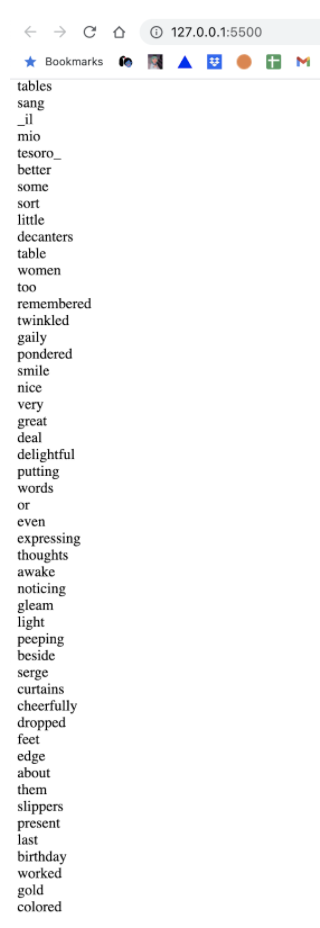 127.0.0.1:5500
Bookmarks
tables
sang
_il
mio
tesoro_
better
some
sort
little
decanters
table
women
too
remembered
twinkled
gaily
pondered
smile
nice
very
great
deal
delightful
putting
words
or
even
expressing
thoughts
awake
noticing
gleam
light
peeping
beside
serge
curtains
cheerfully
dropped
feet
edge
about
them
slippers
present
last
birthday
worked
gold
colored